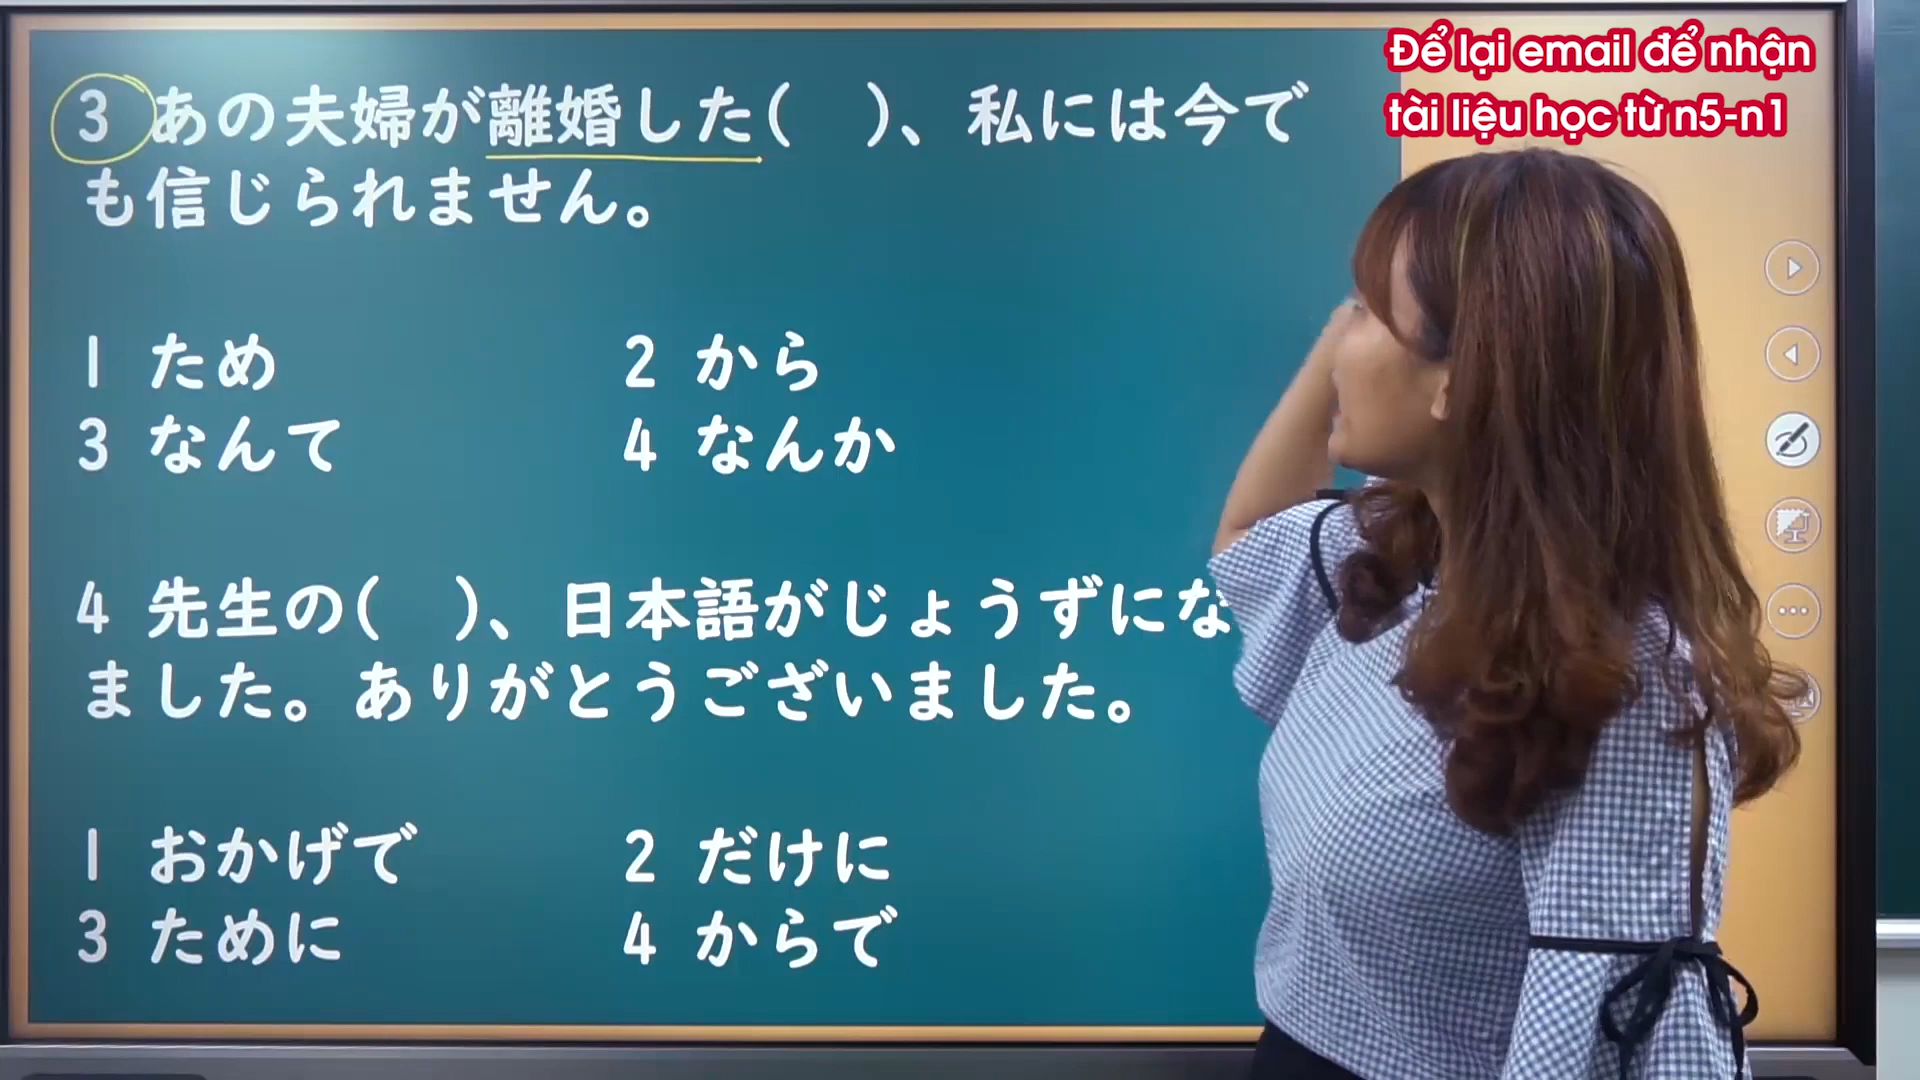 Để lại email để nhận
tài liệu học từ n5-n1
3 あの夫婦が離婚した(　)、私には今で
も信じられません。
1 ため　2 から
3 なんて　4 なんか
4 先生の(　)、日本語がじょうずにな
ました。ありがとうございました。
1 おかげで　2 だけに
3 ために　4 からで